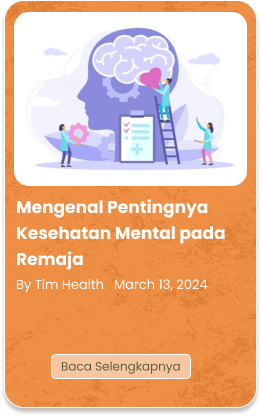 Mengenal Pentingnya
Kesehatan Mental pada
Remaja
By Tim Health March 13, 2024
Baca Selengkapnya